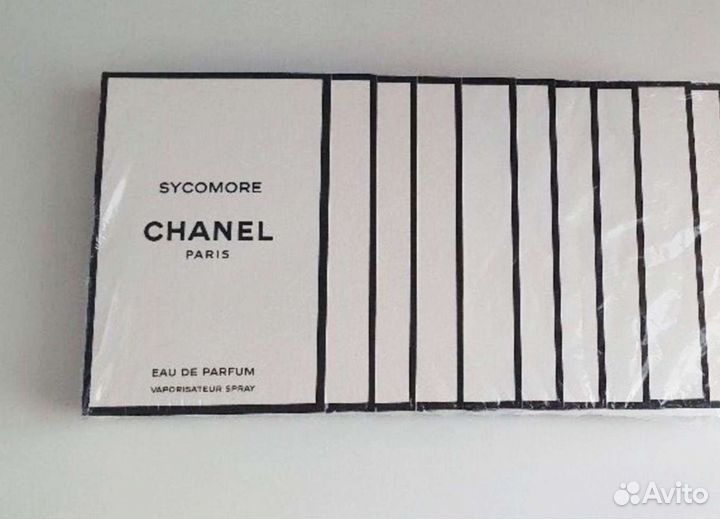 SYCOMORE
CHANEL
PARIS
EAU DE PARFUM
VAPORISATEUR SPRAY
Avito